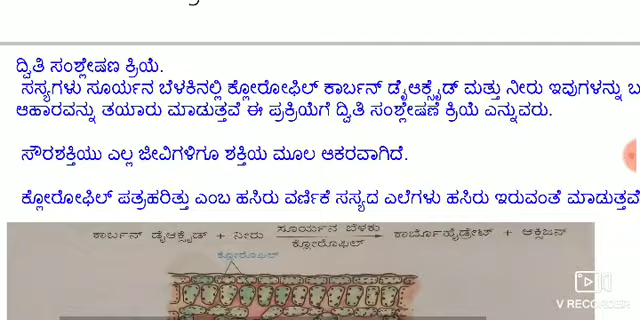 ದ್ವಿತಿ ಸಂಶ್ಲೇಷಣ ಕ್ರಿಯೆ.
ಸಸ್ಯಗಳು ಸೂರ್ಯನ ಬೆಳಕಿನಲ್ಲಿ ಕ್ಲೋರೋಫಿಲ್ ಕಾರ್ಬನ್ ಡೈಆಕ್ಸೈಡ್ ಮತ್ತು ನೀರು ಇವುಗಳನ್ನು ಬ
ಆಹಾರವನ್ನು ತಯಾರು ಮಾಡುತ್ತವೆ ಈ ಪ್ರಕ್ರಿಯೆಗೆ ದ್ವಿತಿ ಸಂಶ್ಲೇಷಣೆ ಕ್ರಿಯೆ ಎನ್ನುವರು.
ಸೌರಶಕ್ತಿಯು ಎಲ್ಲ ಜೀವಿಗಳಿಗೂ ಶಕ್ತಿಯ ಮೂಲ ಆಕರವಾಗಿದೆ.
ಕ್ಲೋರೋಫಿಲ್ ಪತ್ರಹರಿತ್ತು ಎಂಬ ಹಸಿರು ವರ್ಣಿಕೆ ಸಸ್ಯದ ಎಲೆಗಳು ಹಸಿರು ಇರುವಂತೆ ಮಾಡುತ್ತವೆ
ಕಾರ್ಬನ್ ಡೈಆಕ್ಸೈಡ್ + ನೀರು ಸೂರ್ಯನ ಬೆಳಕು ಕಾರ್ಬೊಹೈಡ್ರೇಟ್ + ಆಕ್ಸಿಜನ್
ಕ್ಲೋರೊಫಿಲ್
ಕ್ಲೋರೊಫಿಲ್
V RECORDER